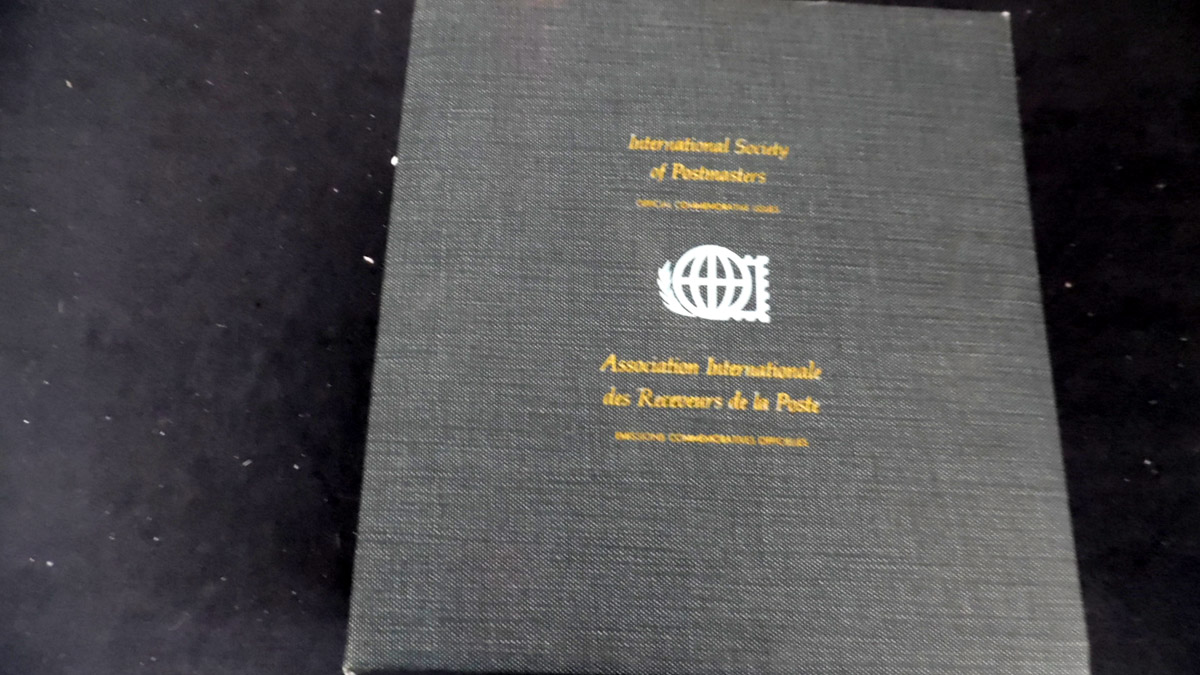 International Society
of Postmasters
OFFICIAL COMMEMORATIVE ISSUES
Association Internationale
des Receveurs de la Poste
EMISSIONS COMMEMORATIVES OFFICIELLES